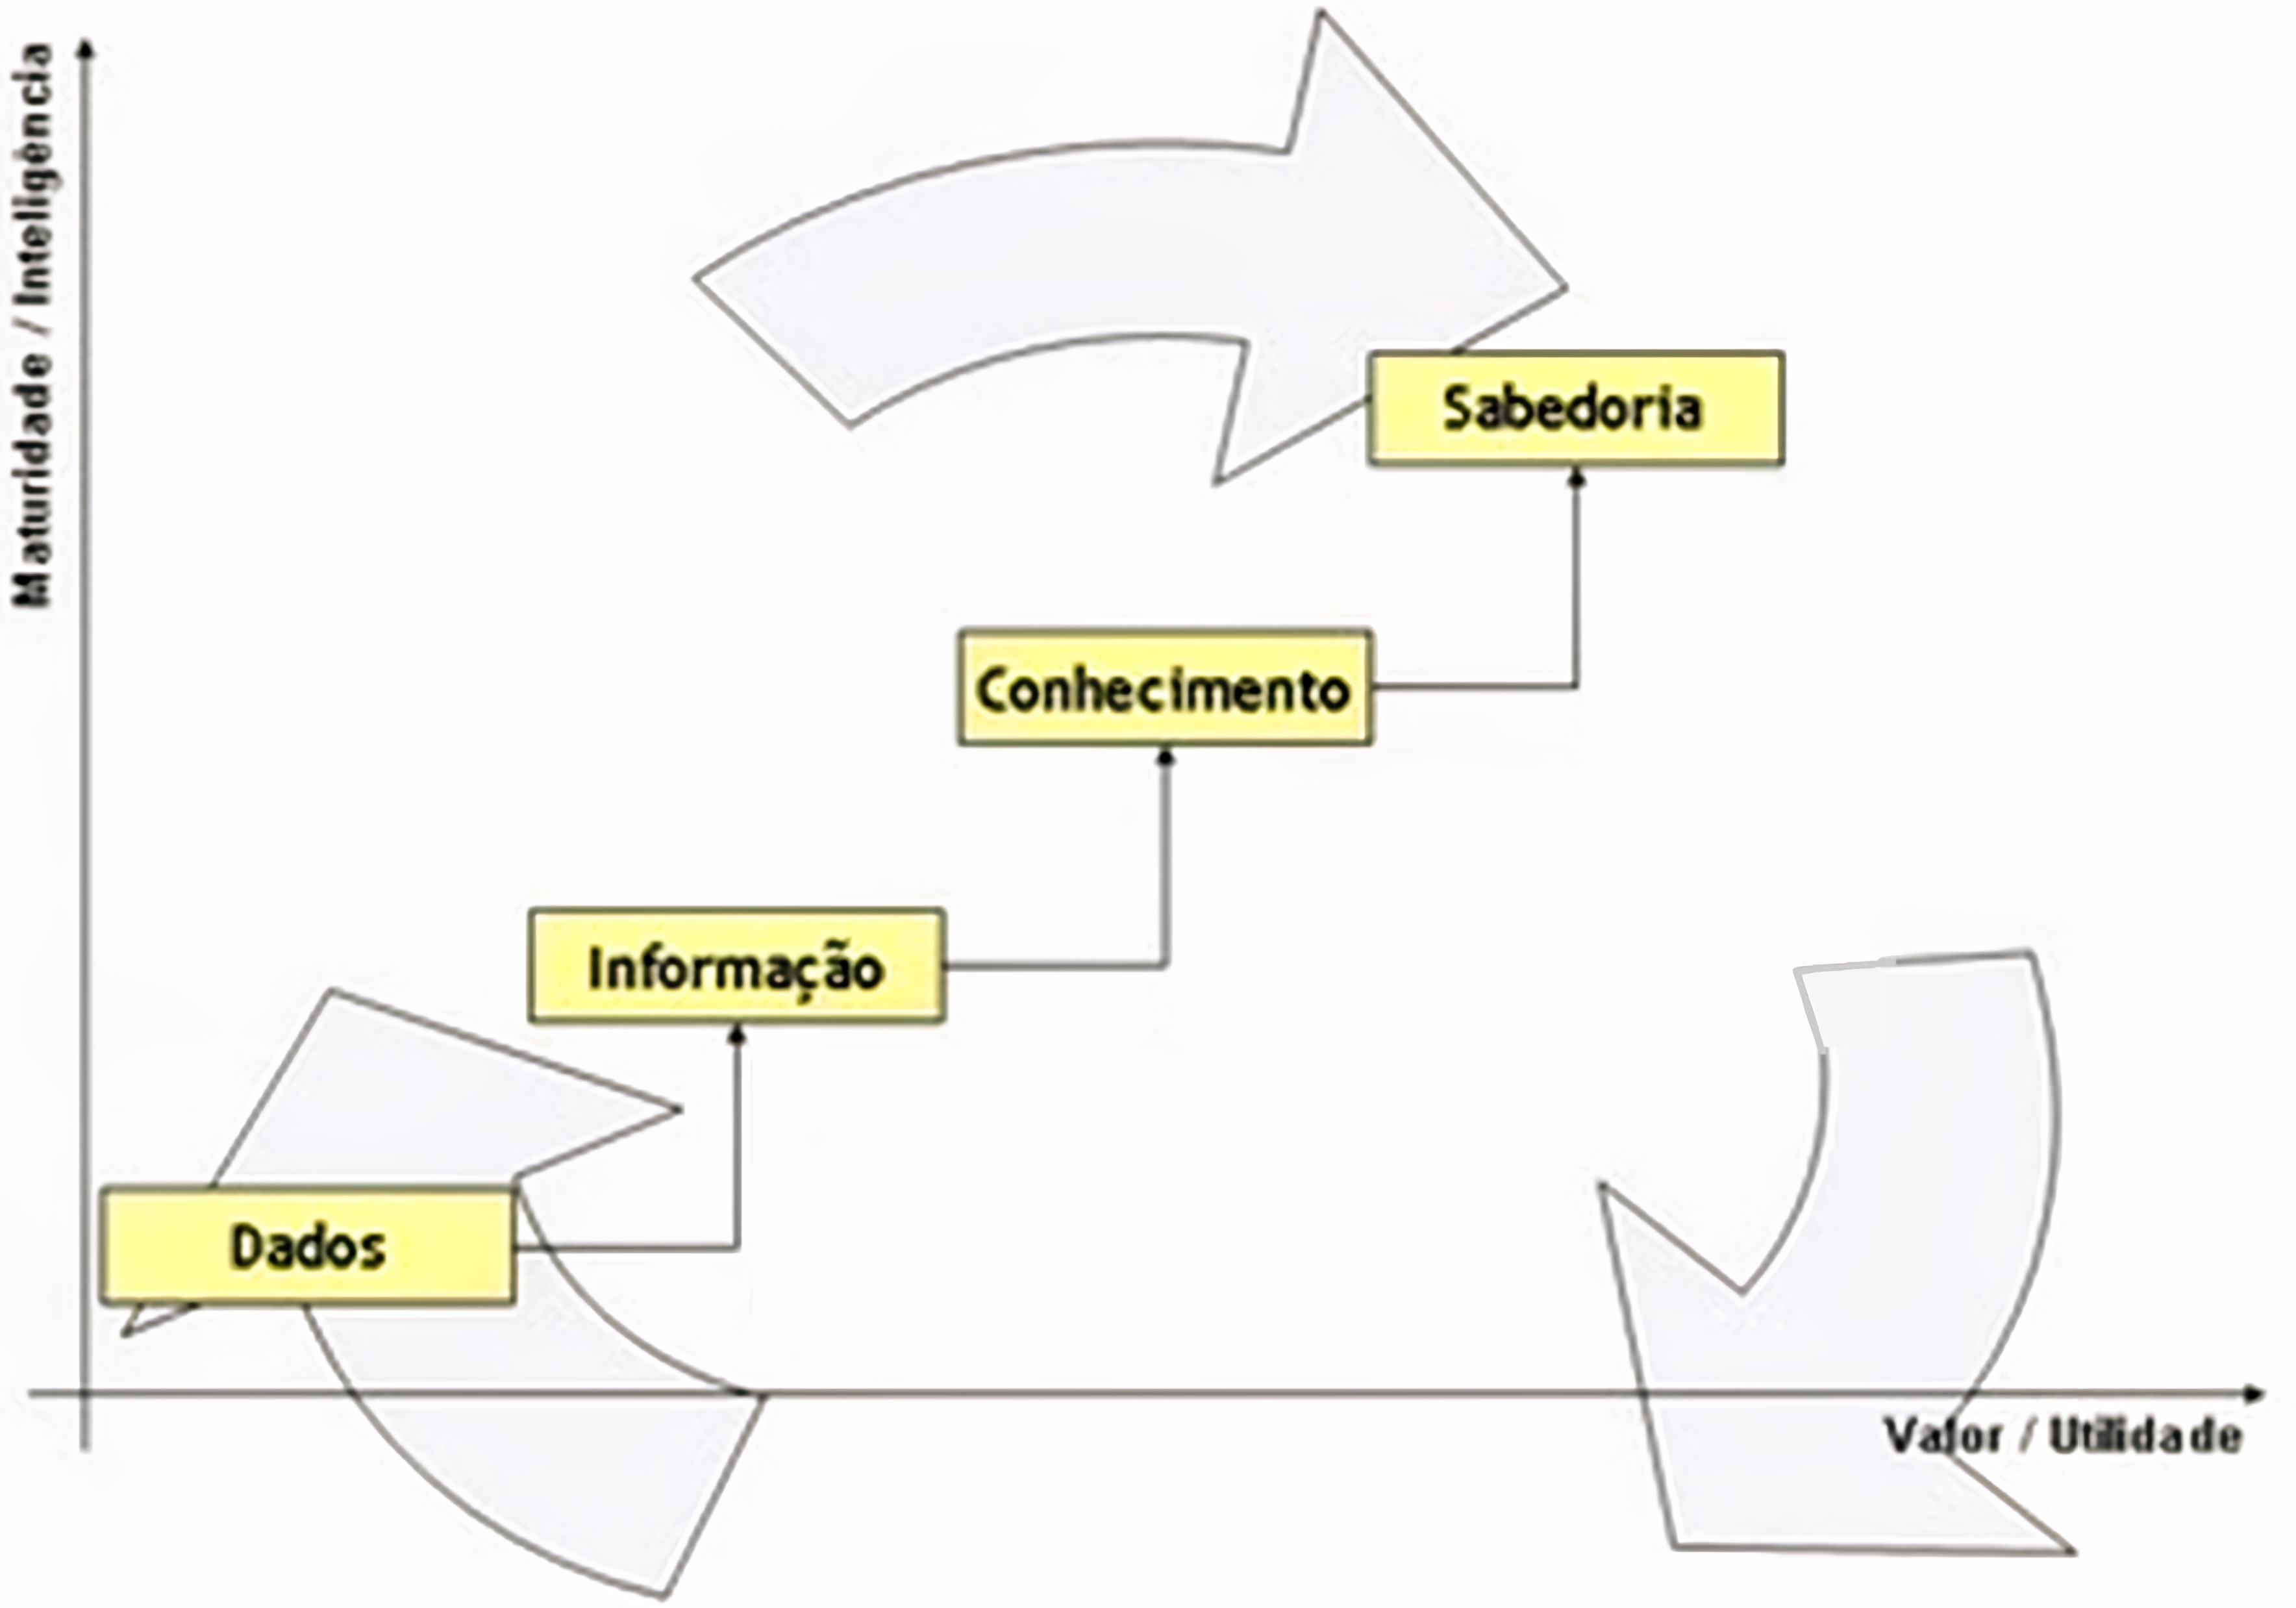 Maturidade / Inteligência
Sabedoria
Conhecimento
Informação
Dados
Valor / Utilidade